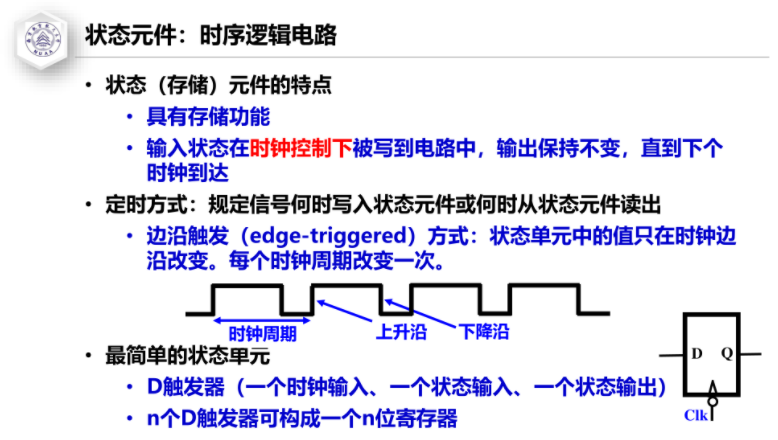 状态元件：时序逻辑电路
• 状态（存储）元件的特点
• 具有存储功能
• 输入状态在时钟控制下被写到电路中，输出保持不变，直到下个
时钟到达
• 定时方式：规定信号何时写入状态元件或何时从状态元件读出
• 边沿触发（edge-triggered）方式：状态单元中的值只在时钟边
沿改变。每个时钟周期改变一次。
时钟周期
上升沿
下降沿
• 最简单的状态单元
• D触发器（一个时钟输入、一个状态输入、一个状态输出）
• n个D触发器可构成一个n位寄存器
D Q
Clk